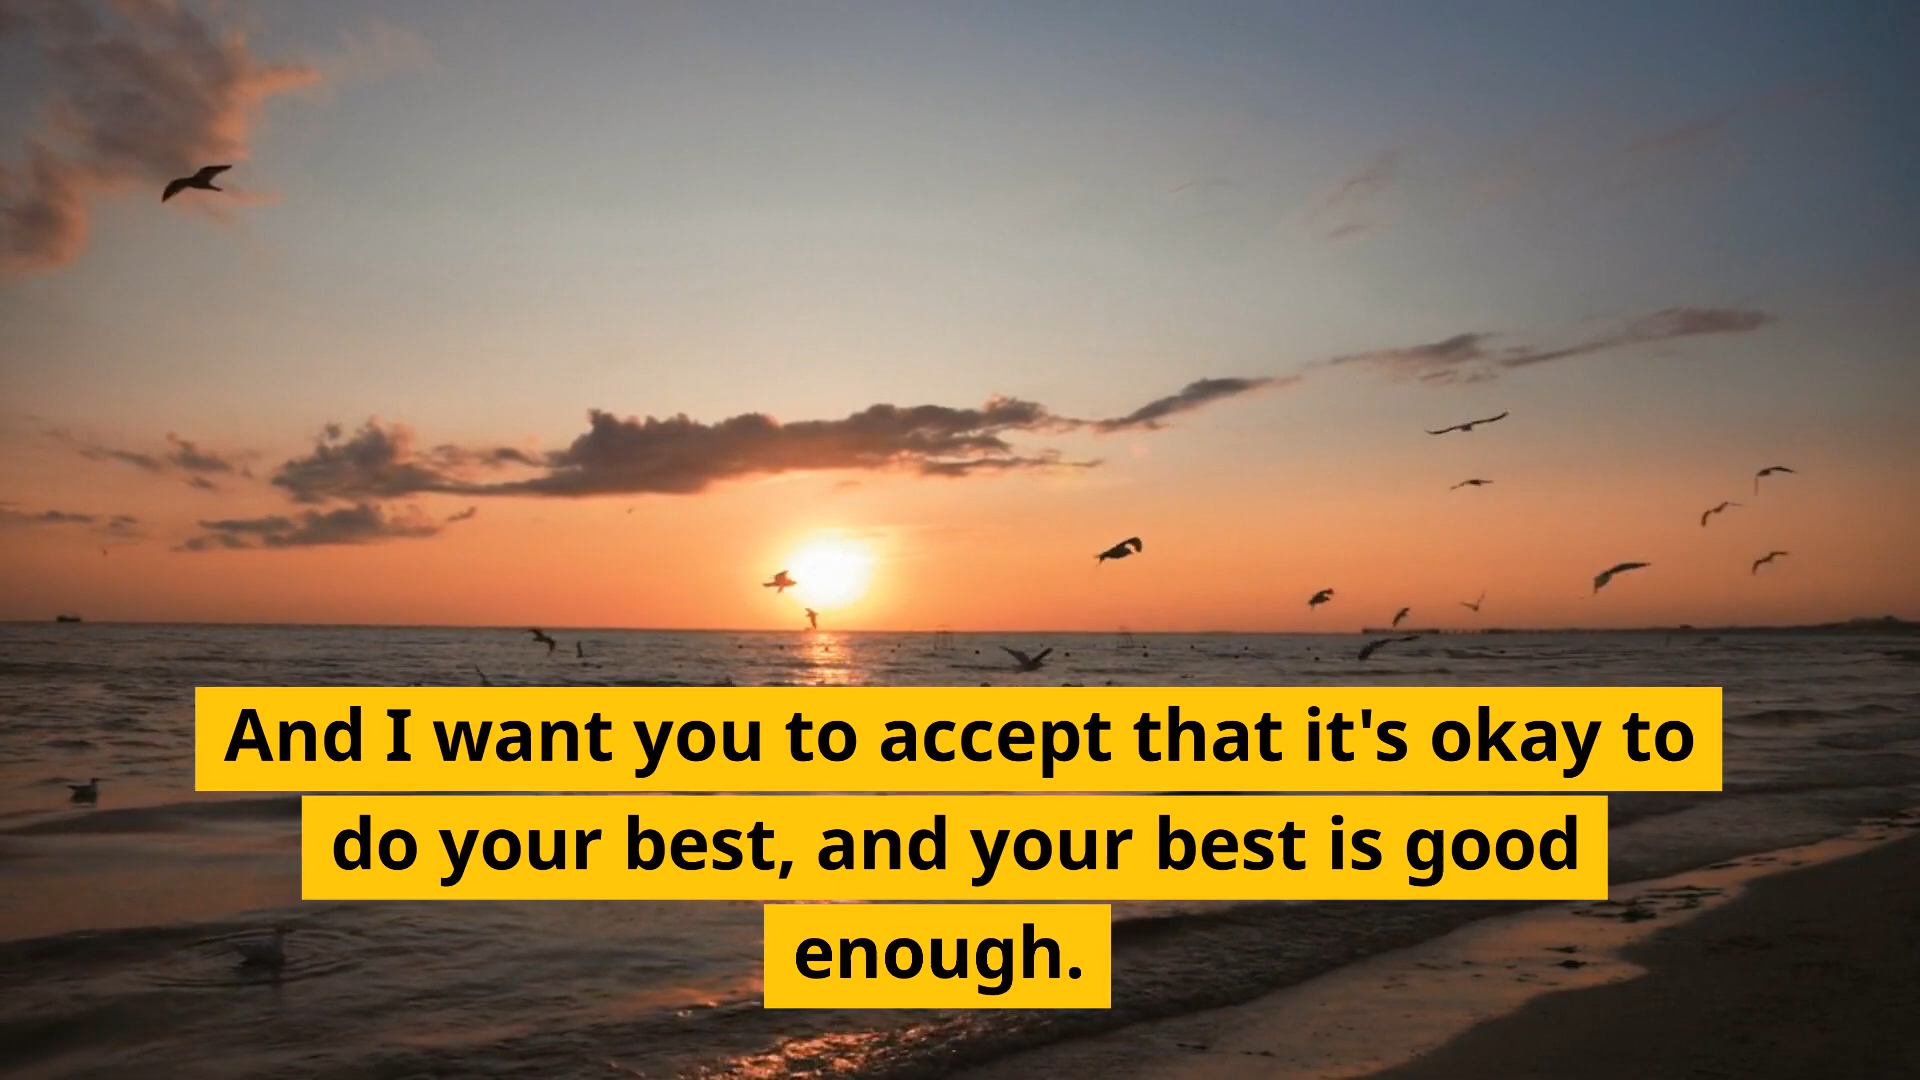 And I want you to accept that it's okay to
do your best, and your best is good
enough.